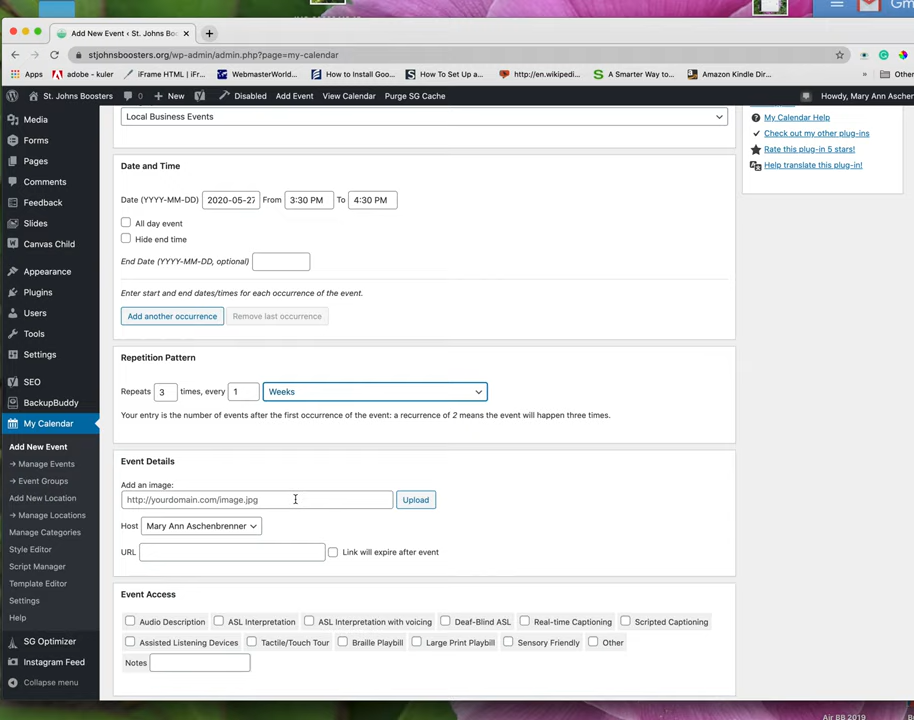 Gm
Add New Event ‹ St. Johns Boo
stjohnsboosters.org/wp-admin/admin.php?page=my-calendar
Apps
adobe - kuler
iFrame HTML | iFr...
WebmasterWorld...
How to Install Goo...
How To Set Up a...
http://en.wikipedi...
A Smarter Way to...
Amazon Kindle Dir...
»
Other
St. Johns Boosters
0
New
Disabled
Add Event
View Calendar
Purge SG Cache
Howdy, Mary Ann Ascher
Media
Forms
Pages
Comments
Feedback
Slides
Canvas Child
Appearance
Plugins
Users
Tools
Settings
SEO
BackupBuddy
My Calendar
Add New Event
→ Manage Events
→ Event Groups
Add New Location
→ Manage Locations
Manage Categories
Style Editor
Script Manager
Template Editor
Settings
Help
SG Optimizer
Instagram Feed
Collapse menu
Local Business Events
Date and Time
Date (YYYY-MM-DD) 2020-05-27 From 3:30 PM To 4:30 PM
All day event
Hide end time
End Date (YYYY-MM-DD, optional)
Enter start and end dates/times for each occurrence of the event.
Add another occurrence Remove last occurrence
Repetition Pattern
Repeats 3 times, every 1 Weeks
Your entry is the number of events after the first occurrence of the event: a recurrence of 2 means the event will happen three times.
Event Details
Add an image:
http://yourdomain.com/image.jpg Upload
Host Mary Ann Aschenbrenner
URL Link will expire after event
Event Access
Audio Description ASL Interpretation ASL Interpretation with voicing Deaf-Blind ASL Real-time Captioning Scripted Captioning
Assisted Listening Devices Tactile/Touch Tour Braille Playbill Large Print Playbill Sensory Friendly Other
Notes
My Calendar Help
Check out my other plug-ins
Rate this plug-in 5 stars!
Help translate this plug-in!
Air BB 2019